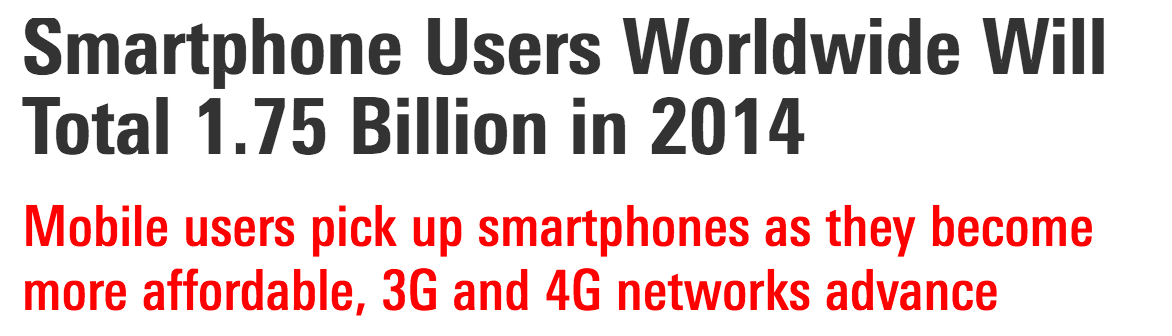 Smartphone Users Worldwide Will
Total 1.75 Billion in 2014
Mobile users pick up smartphones as they become
more affordable, 3G and 4G networks advance